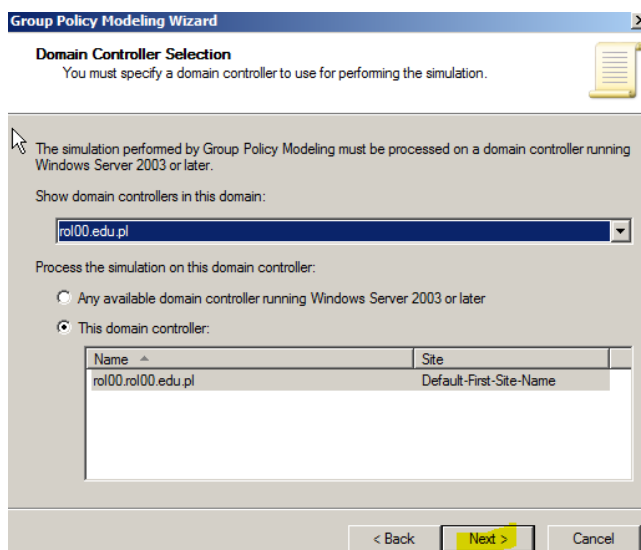 Group Policy Modeling Wizard
Domain Controller Selection
You must specify a domain controller to use for performing the simulation.
The simulation performed by Group Policy Modeling must be processed on a domain controller running
Windows Server 2003 or later.
Show domain controllers in this domain:
rol00.edu.pl
Process the simulation on this domain controller:
Any available domain controller running Windows Server 2003 or later
This domain controller:
Name Site
rol00.rol00.edu.pl Default-First-Site-Name
< Back Next > Cancel